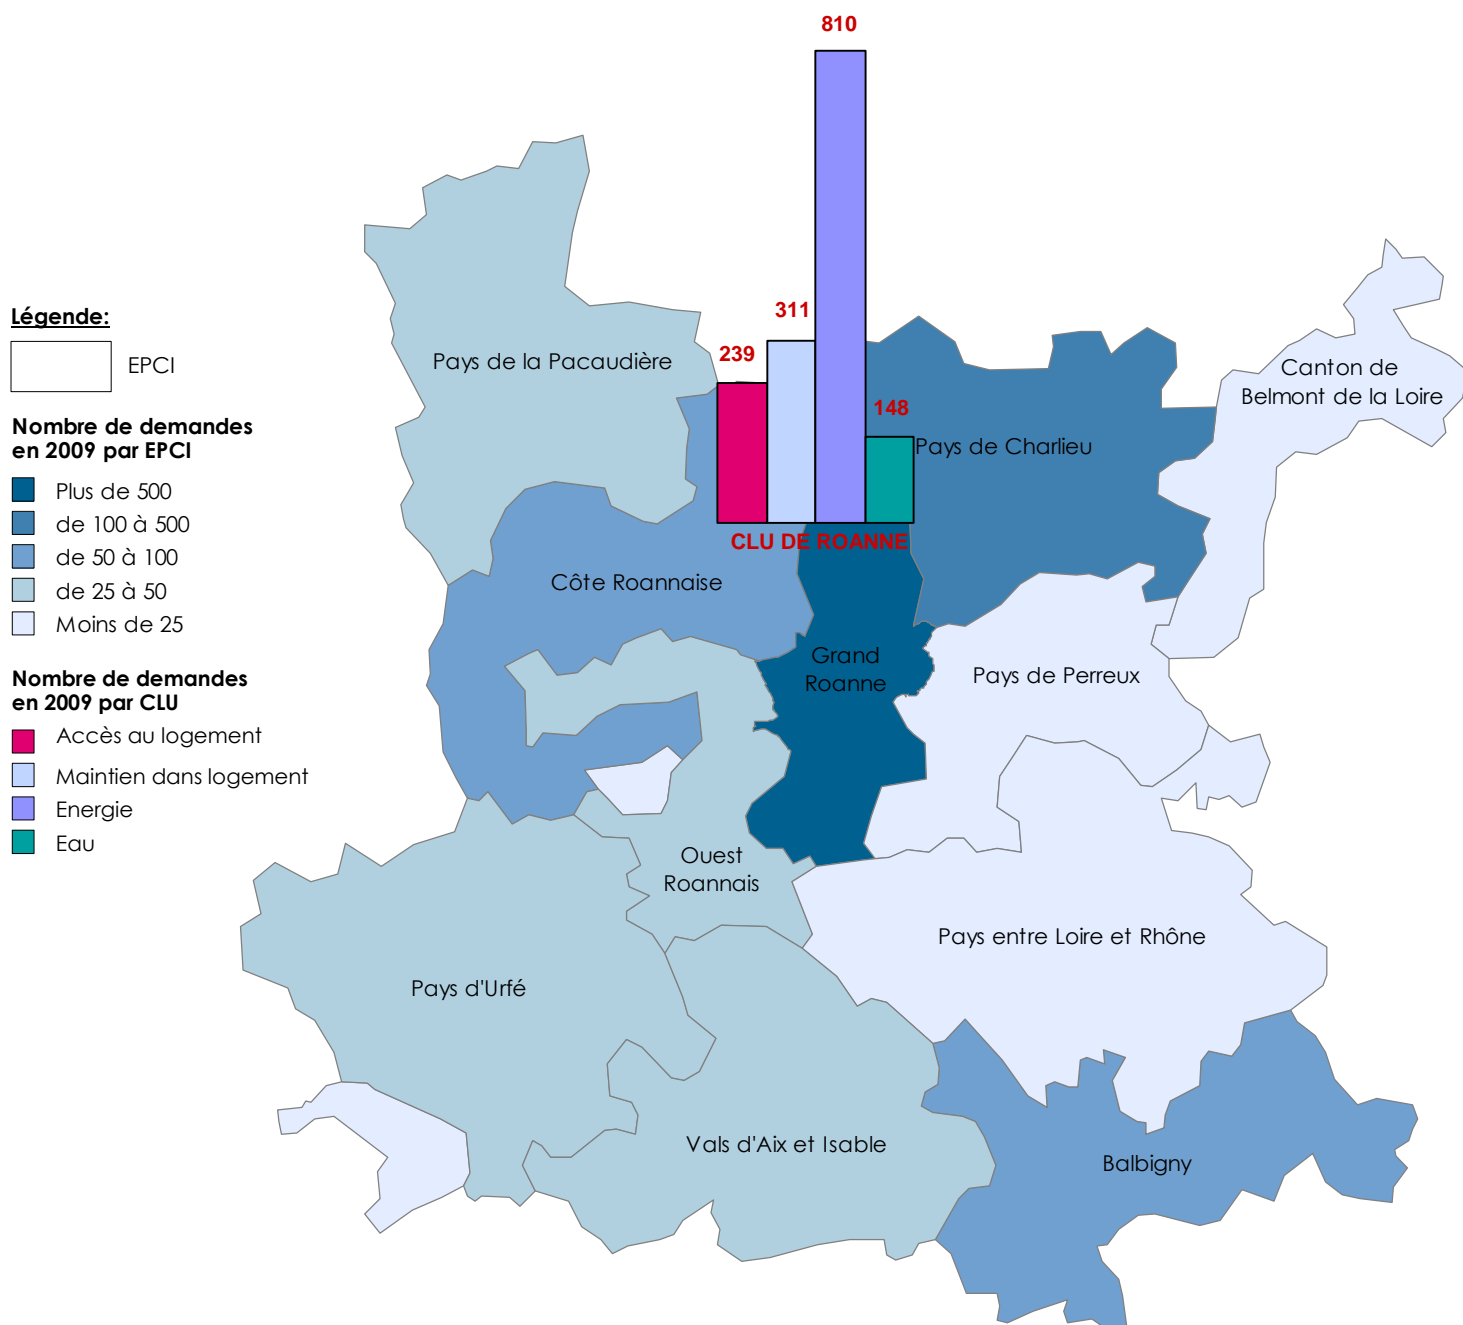 810
311
239
148
Légende:
EPCI
Nombre de demandes
en 2009 par EPCI
Plus de 500
de 100 à 500
de 50 à 100
de 25 à 50
Moins de 25
Nombre de demandes
en 2009 par CLU
Accès au logement
Maintien dans logement
Energie
Eau
Pays de la Pacaudière
Canton de
Belmont de la Loire
Pays de Charlieu
CLU DE ROANNE
Côte Roannaise
Grand
Roanne
Pays de Perreux
Ouest
Roannais
Pays entre Loire et Rhône
Pays d'Urfé
Vals d'Aix et Isable
Balbigny